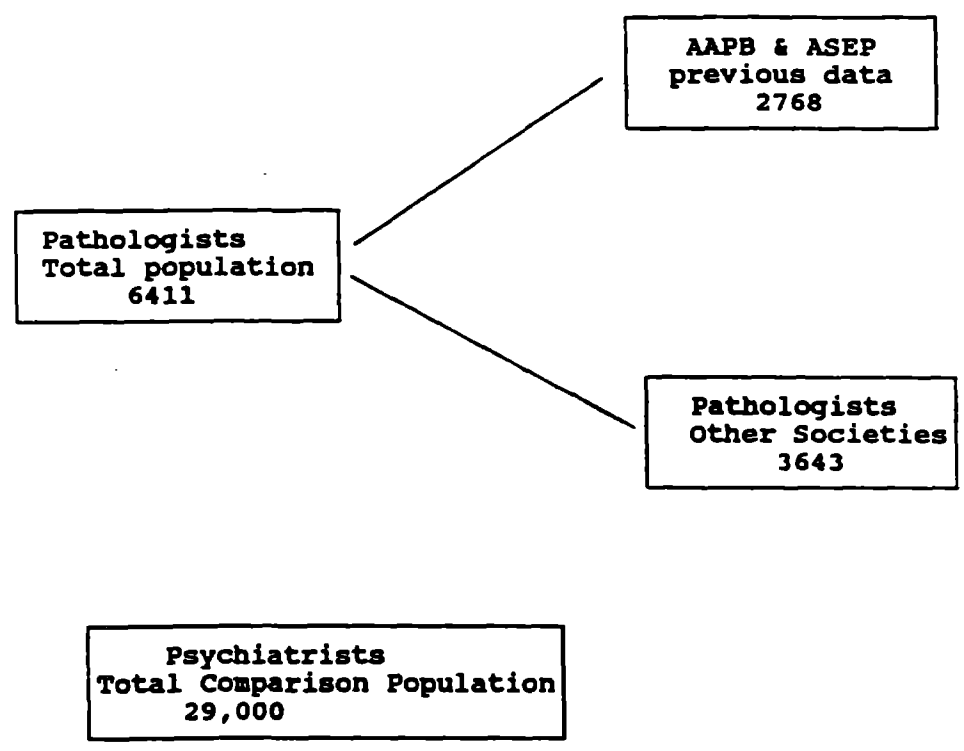 AAPB & ASEP
previous data
2768
Pathologists
Total population
6411
Pathologists
Other Societies
3643
Psychiatrists
Total Comparison Population
29,000